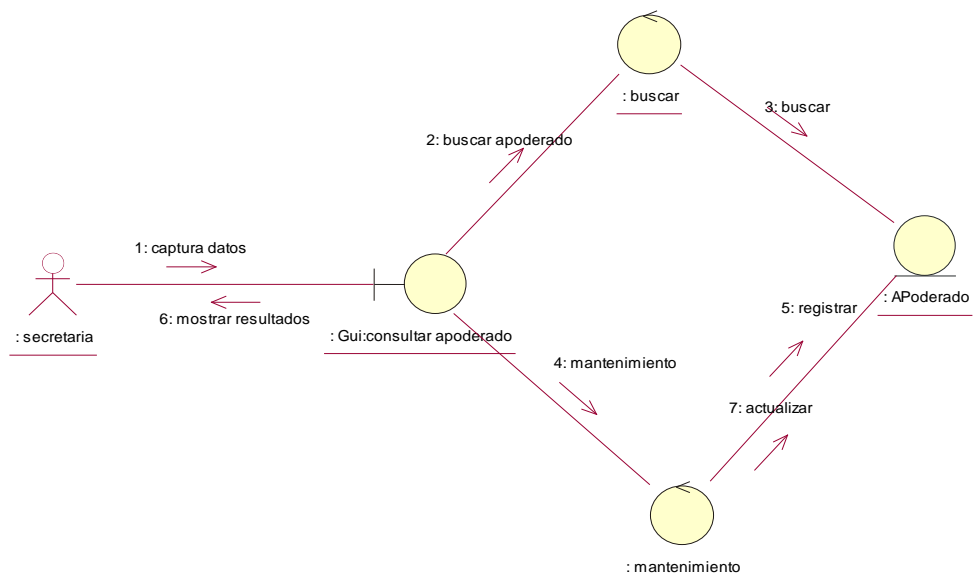 : buscar
3: buscar
2: buscar apoderado
1: captura datos
: APoderado
5: registrar
6: mostrar resultados
: secretaria
: Gui:consultar apoderado
4: mantenimiento
7: actualizar
: mantenimiento